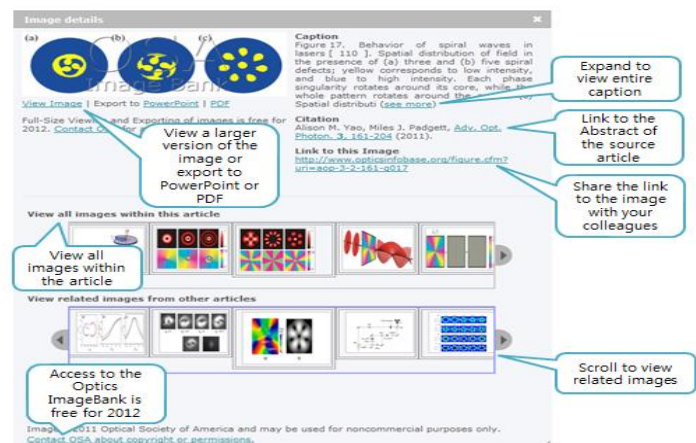 Image details
(a) (b) (c)
OSA
Image Bank
View Image | Export to PowerPoint | PDF
Full-Size Viewing and Exporting of images is free for
2012. Contact OSA for
Caption
Figure 17. Behavior of spiral waves in
lasers [ 110 ]. Spatial distribution of field in
the presence of (a) three and (b) five spiral
defects; yellow corresponds to low intensity,
and blue to high intensity. Each phase
singularity rotates around its core, while the
whole pattern rotates around the
Spatial distributi (see more)
Citation
Alison M. Yao, Miles J. Padgett, Adv. Opt.
Photon. 3, 161-204 (2011).
Link to this Image
http://www.opticsinfobase.org/figure.cfm?
uri=aop-3-2-161-g017
Expand to
view entire
caption
Link to the
Abstract of
the source
article
Share the link
to the image
with your
colleagues
View a larger
version of the
image or
export to
PowerPoint or
PDF
View all images within this article
View all
images within
the article
View related images from other articles
Scroll to view
related images
Access to the
Optics
ImageBank is
free for 2012
2011 Optical Society of America and may be used for noncommercial purposes only.
Contact OSA about copyright or permissions.